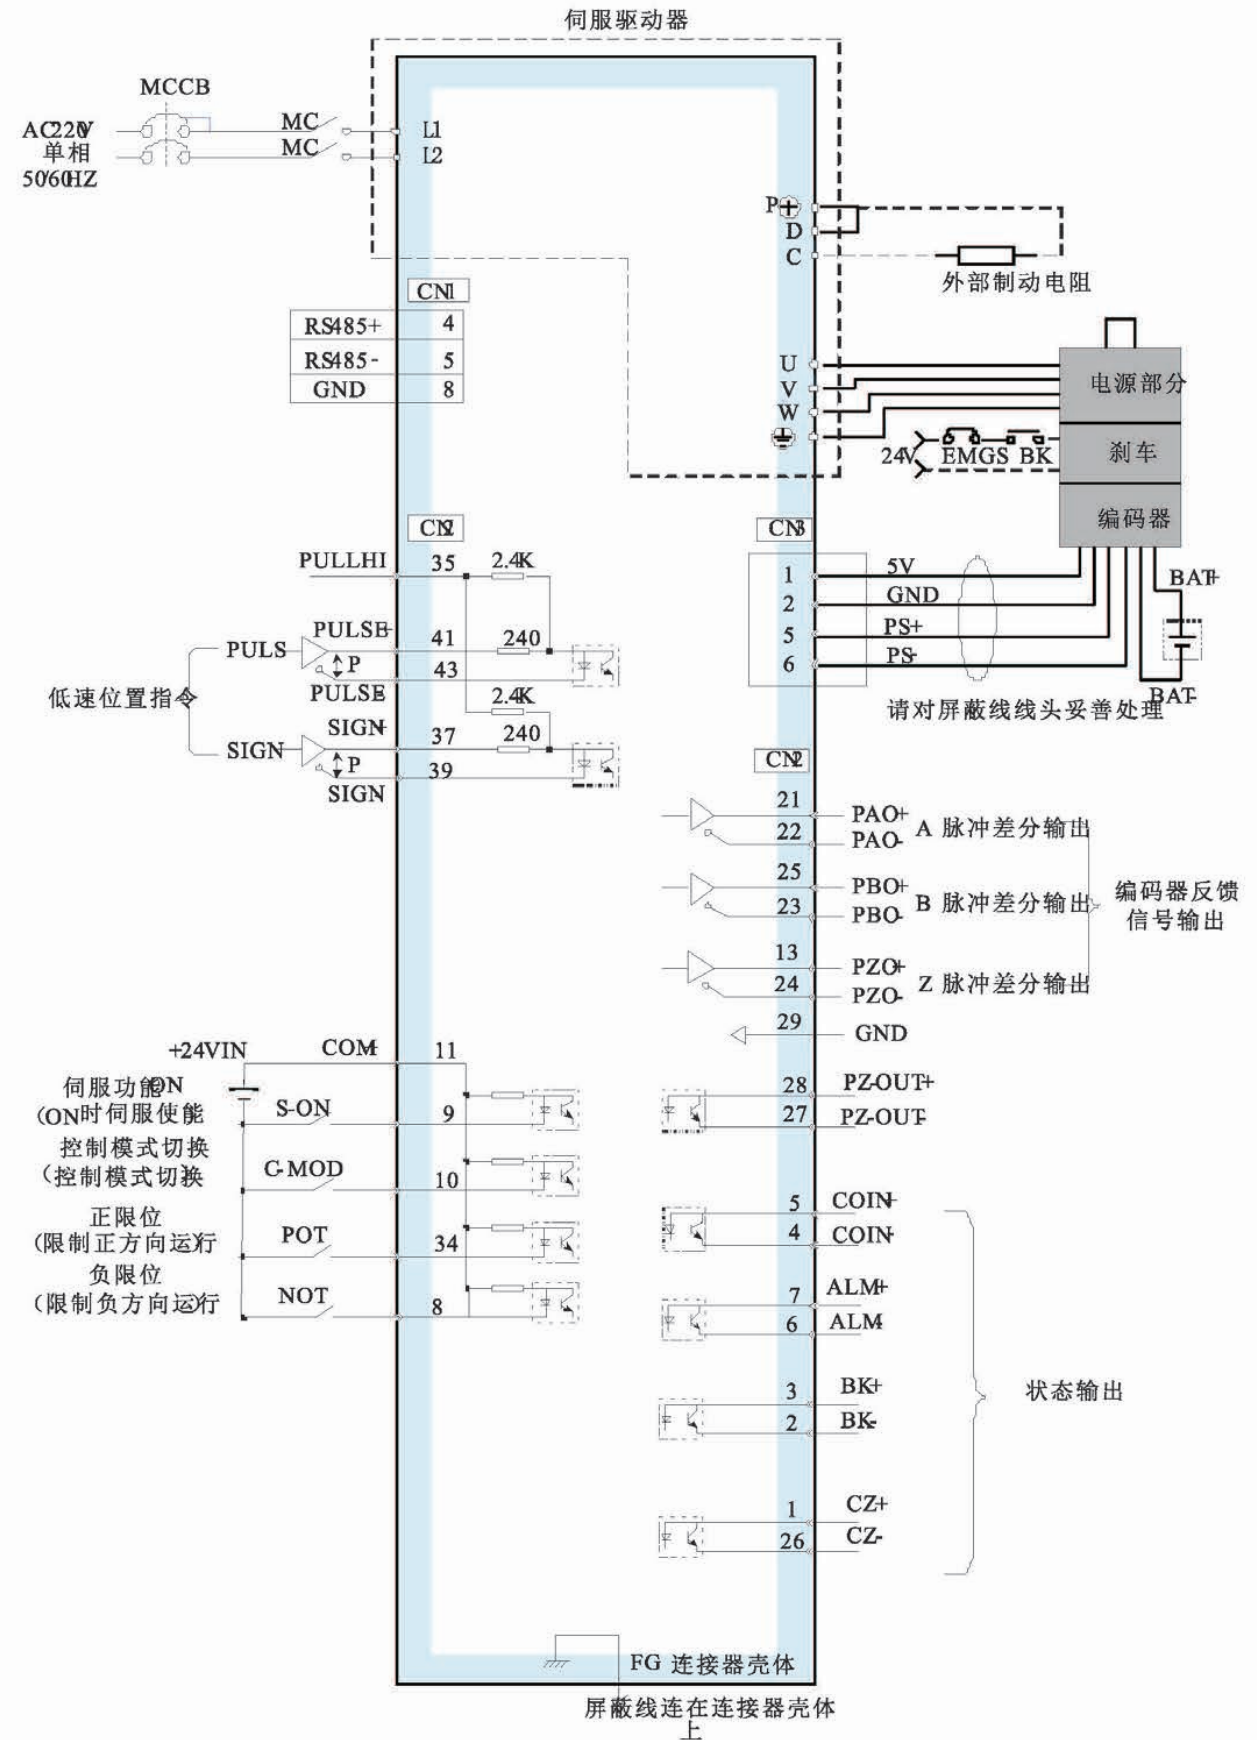 伺服驱动器
MCCB
AC220V
单相
50/60HZ
MC
MC
L1
L2
P⊕
D
C
外部制动电阻
CN1
RS485+ 4
RS485- 5
GND 8
U
V
W
电源部分
24V EMGS BK
刹车
编码器
CN2
PULLHI 35 2.4K
PULSE+ 41 240
PULS
P 43
PULSE
低速位置指令
2.4K
SIGN+ 37 240
SIGN
P 39
SIGN
CN3
1 5V
2 GND
5 PS+
6 PS-
BAT+
BAT-
请对屏蔽线线头妥善处理
CN2
21 PAO+
22 PAO-
A 脉冲差分输出
25 PBO+
23 PBO-
B 脉冲差分输出
13 PZO+
24 PZO-
Z 脉冲差分输出
编码器反馈
信号输出
29 GND
+24VIN COM+ 11
伺服功能ON
(ON时伺服使能
S-ON 9
控制模式切换
(控制模式切换)
C-MOD 10
正限位
(限制正方向运行)
POT 34
负限位
(限制负方向运行)
NOT 8
28 PZ-OUT+
27 PZ-OUT-
5 COIN+
4 COIN-
7 ALM+
6 ALM
3 BK+
2 BK-
1 CZ+
26 CZ-
状态输出
FG 连接器壳体
屏蔽线连在连接器壳体
上